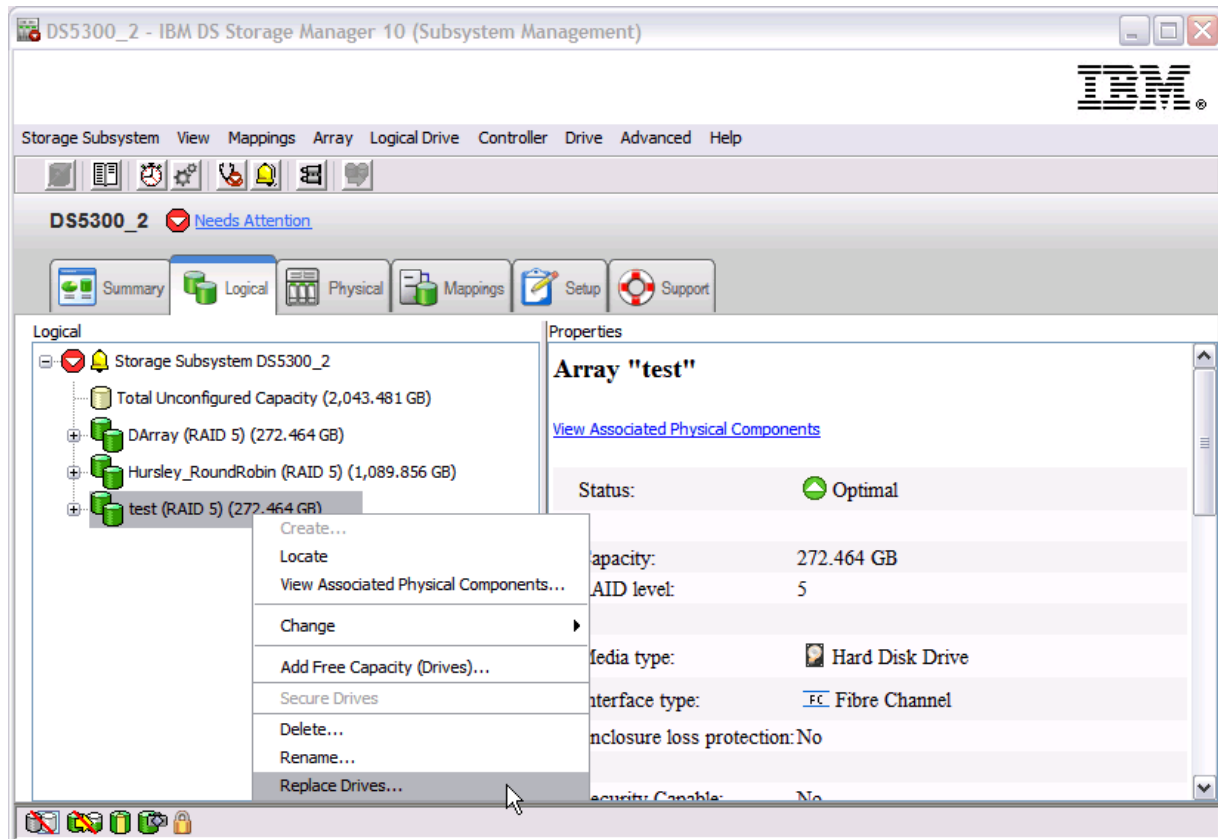 DS5300_2 - IBM DS Storage Manager 10 (Subsystem Management)
IBM®
Storage Subsystem View Mappings Array Logical Drive Controller Drive Advanced Help
DS5300_2 Needs Attention
Summary Logical Physical Mappings Setup Support
Logical
Storage Subsystem DS5300_2
Total Unconfigured Capacity (2,043.481 GB)
DArray (RAID 5) (272.464 GB)
Hursley_RoundRobin (RAID 5) (1,089.856 GB)
test (RAID 5) (272.464 GB)
Create...
Locate
View Associated Physical Components...
Change
Add Free Capacity (Drives)...
Secure Drives
Delete...
Rename...
Replace Drives...
Properties
Array "test"
View Associated Physical Components
Status: Optimal
apacity: 272.464 GB
AID level: 5
Media type: Hard Disk Drive
nterface type: FC Fibre Channel
nclosure loss protection: No
ecurity Capable: No